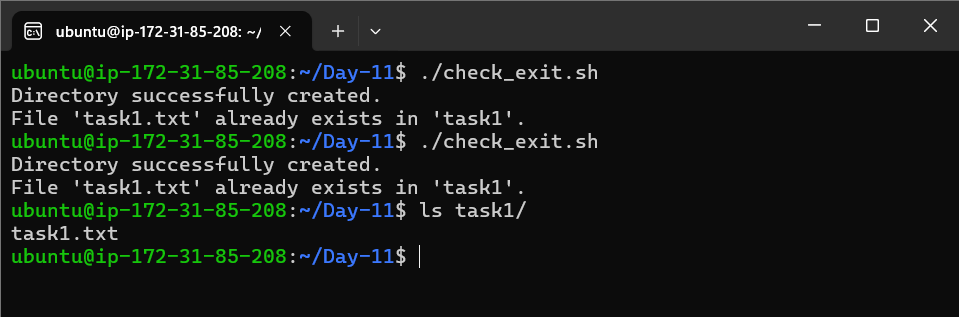 ubuntu@ip-172-31-85-208: ~/
ubuntu@ip-172-31-85-208:~/Day-11$ ./check_exit.sh
Directory successfully created.
File 'task1.txt' already exists in 'task1'.
ubuntu@ip-172-31-85-208:~/Day-11$ ./check_exit.sh
Directory successfully created.
File 'task1.txt' already exists in 'task1'.
ubuntu@ip-172-31-85-208:~/Day-11$ ls task1/
task1.txt
ubuntu@ip-172-31-85-208:~/Day-11$